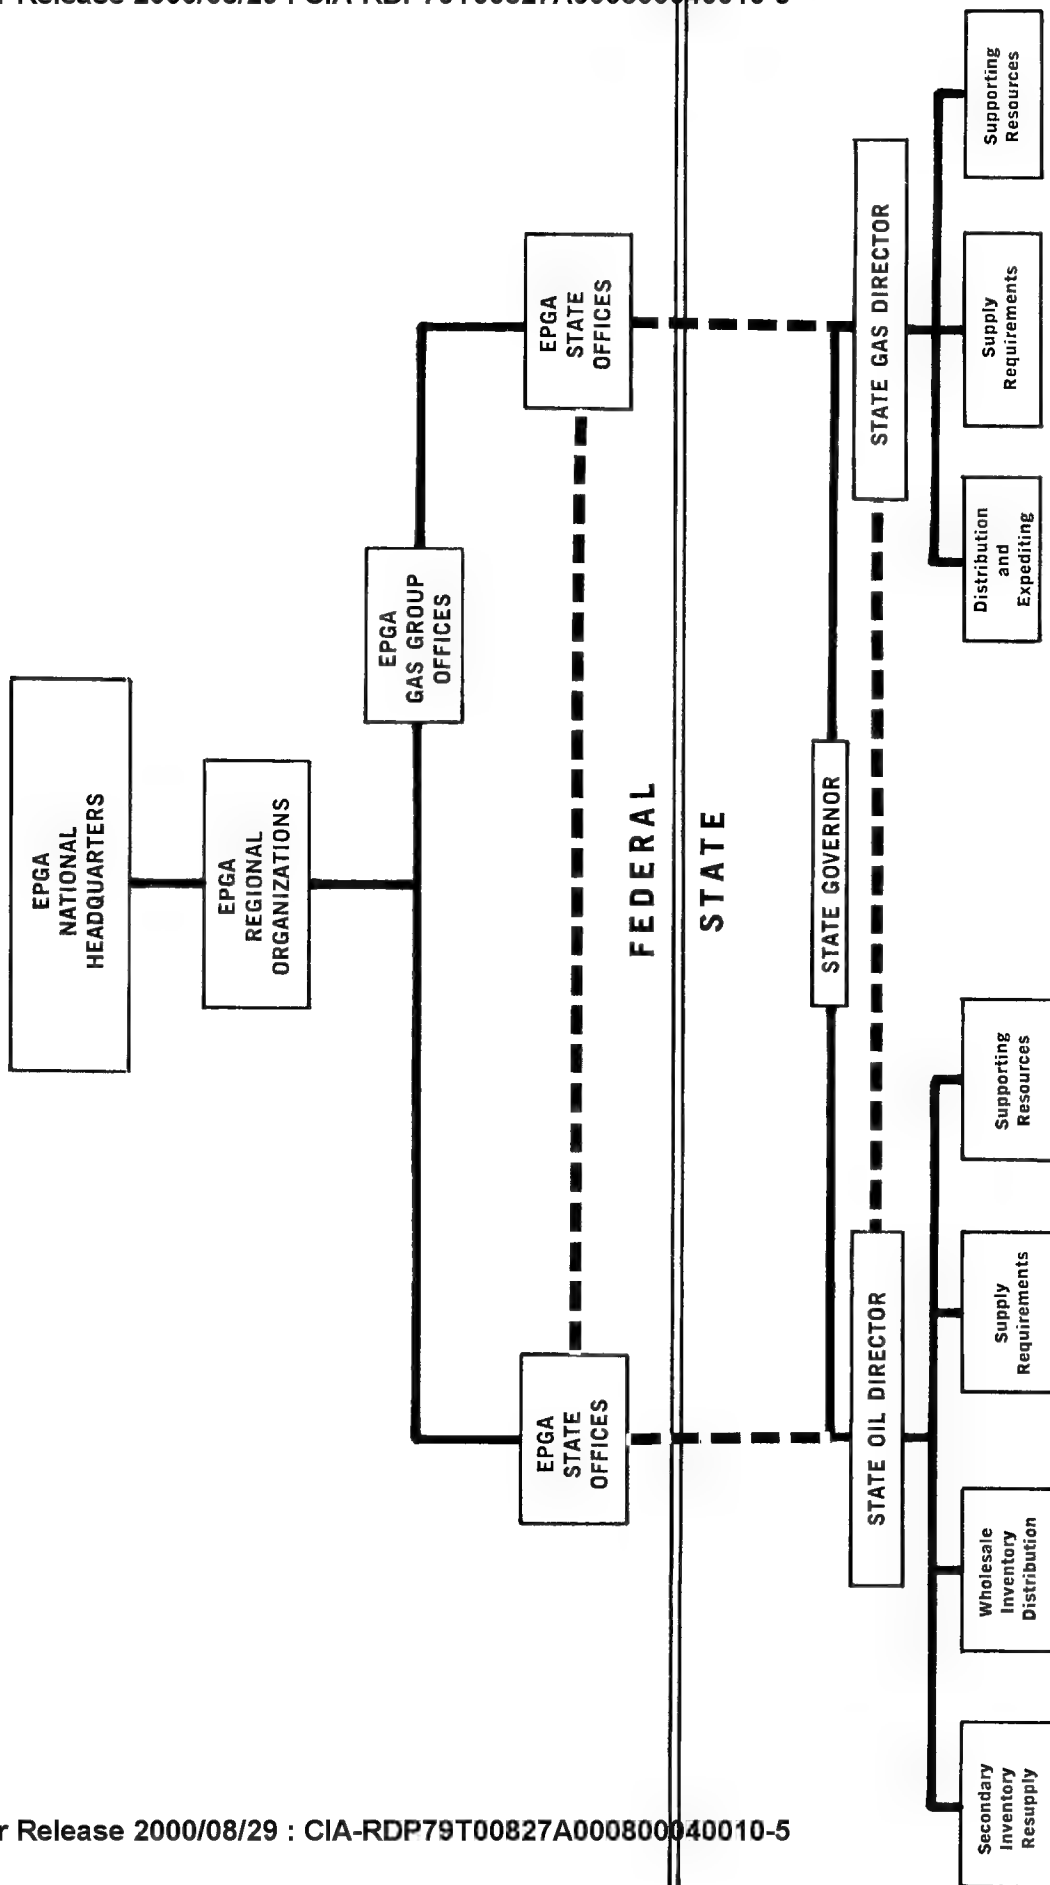 r Release 2000/08/29 : CIA-RDP79T00827A000800040010-5
EPGA
NATIONAL
HEADQUARTERS
EPGA
REGIONAL
ORGANIZATIONS
EPGA
GAS GROUP
OFFICES
EPGA
STATE
OFFICES
EPGA
STATE
OFFICES
FEDERAL
STATE
STATE GOVERNOR
STATE OIL DIRECTOR
STATE GAS DIRECTOR
Secondary
Inventory
Resupply
Wholesale
Inventory
Distribution
Supply
Requirements
Supporting
Resources
Distribution
and
Expediting
Supply
Requirements
Supporting
Resources
r Release 2000/08/29 : CIA-RDP79T00827A000800040010-5